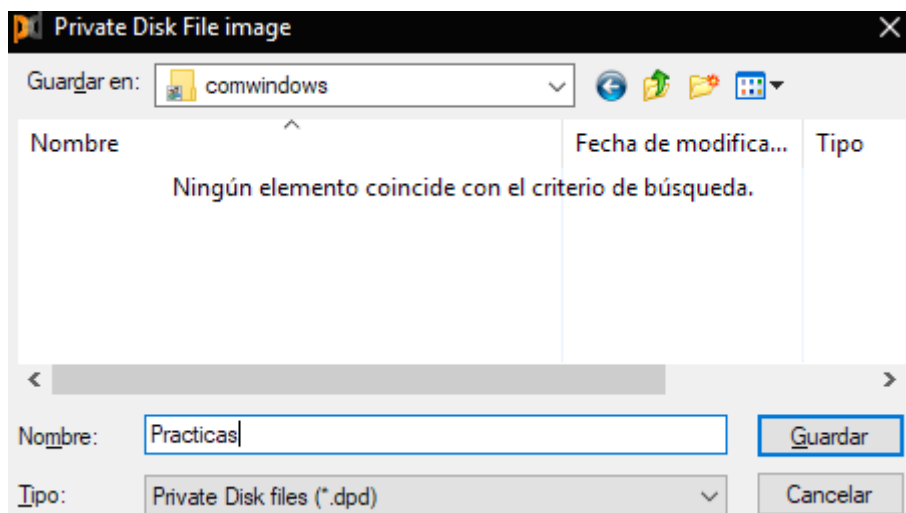 Private Disk File image
Guardar en: comwindows
Nombre Fecha de modifica... Tipo
Ningún elemento coincide con el criterio de búsqueda.
Nombre: Practicas Guardar
Tipo: Private Disk files (*.dpd) Cancelar